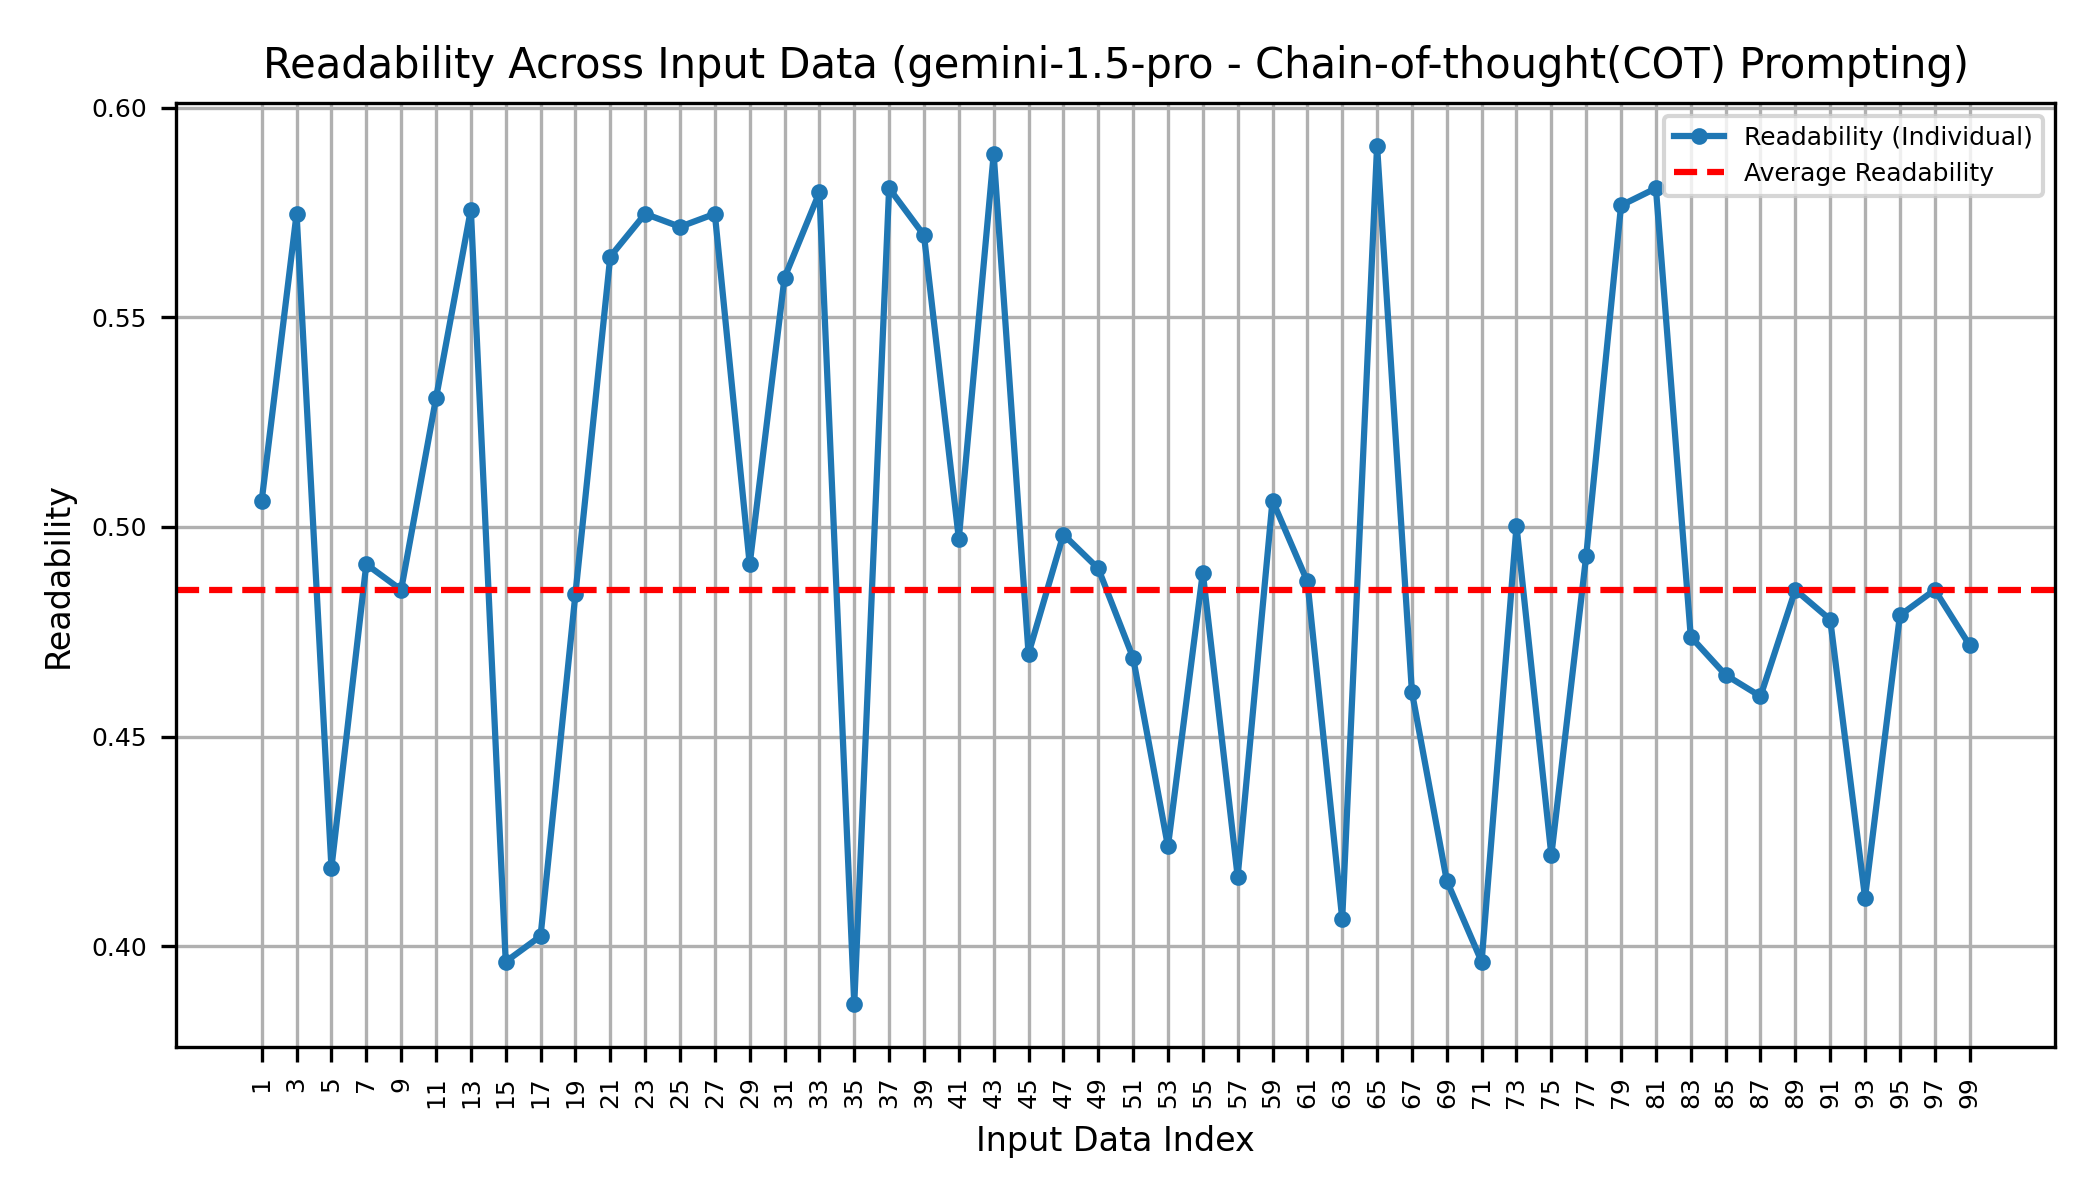 Readability Across Input Data (gemini-1.5-pro - Chain-of-thought(COT) Prompting)
Readability (Individual)
Average Readability
Readability
0.60
0.55
0.50
0.45
0.40
1 3 5 7 9 11 13 15 17 19 21 23 25 27 29 31 33 35 37 39 41 43 45 47 49 51 53 55 57 59 61 63 65 67 69 71 73 75 77 79 81 83 85 87 89 91 93 95 97 99
Input Data Index